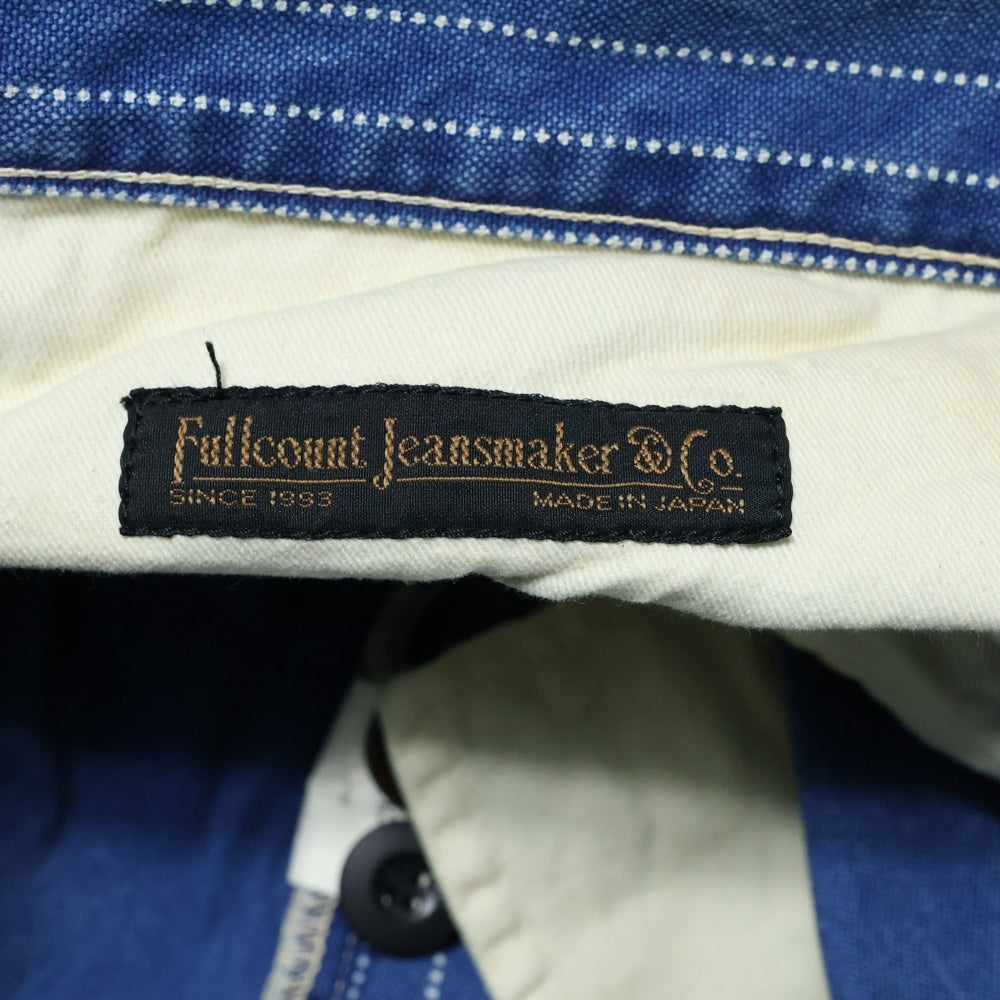 Fullcount Jeansmaker & Co.
SINCE 1993 MADE IN JAPAN